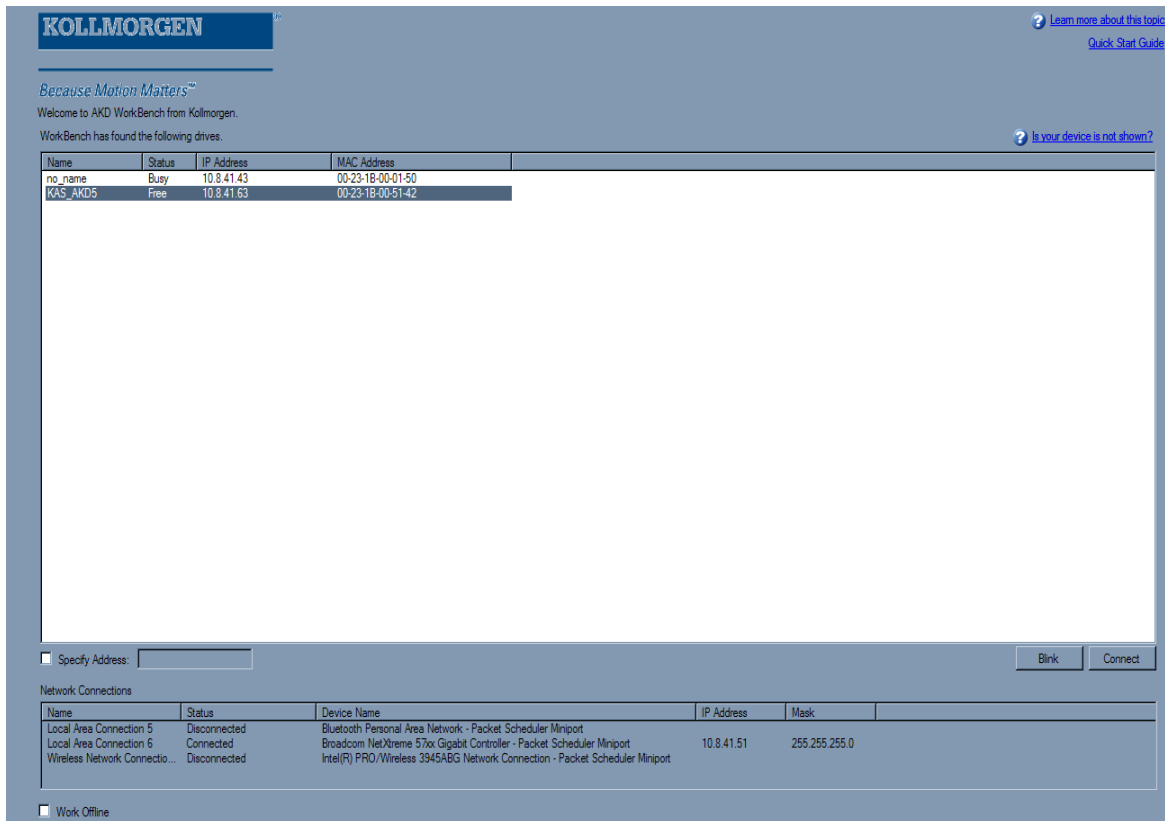 KOLLMORGEN®
Learn more about this topic
Quick Start Guide
Because Motion Matters™
Welcome to AKD WorkBench from Kollmorgen.
WorkBench has found the following drives.
Is your device is not shown?
Name Status IP Address MAC Address
no_name Busy 10.8.41.43 00-23-1B-00-01-50
KAS_AKD5 Free 10.8.41.63 00-23-1B-00-51-42
Specify Address:
Blink Connect
Network Connections
Name Status Device Name IP Address Mask
Local Area Connection 5 Disconnected Bluetooth Personal Area Network - Packet Scheduler Miniport
Local Area Connection 6 Connected Broadcom NetXtreme 57xx Gigabit Controller - Packet Scheduler Miniport 10.8.41.51 255.255.255.0
Wireless Network Connectio... Disconnected Intel(R) PRO/Wireless 3945ABG Network Connection - Packet Scheduler Miniport
Work Offline